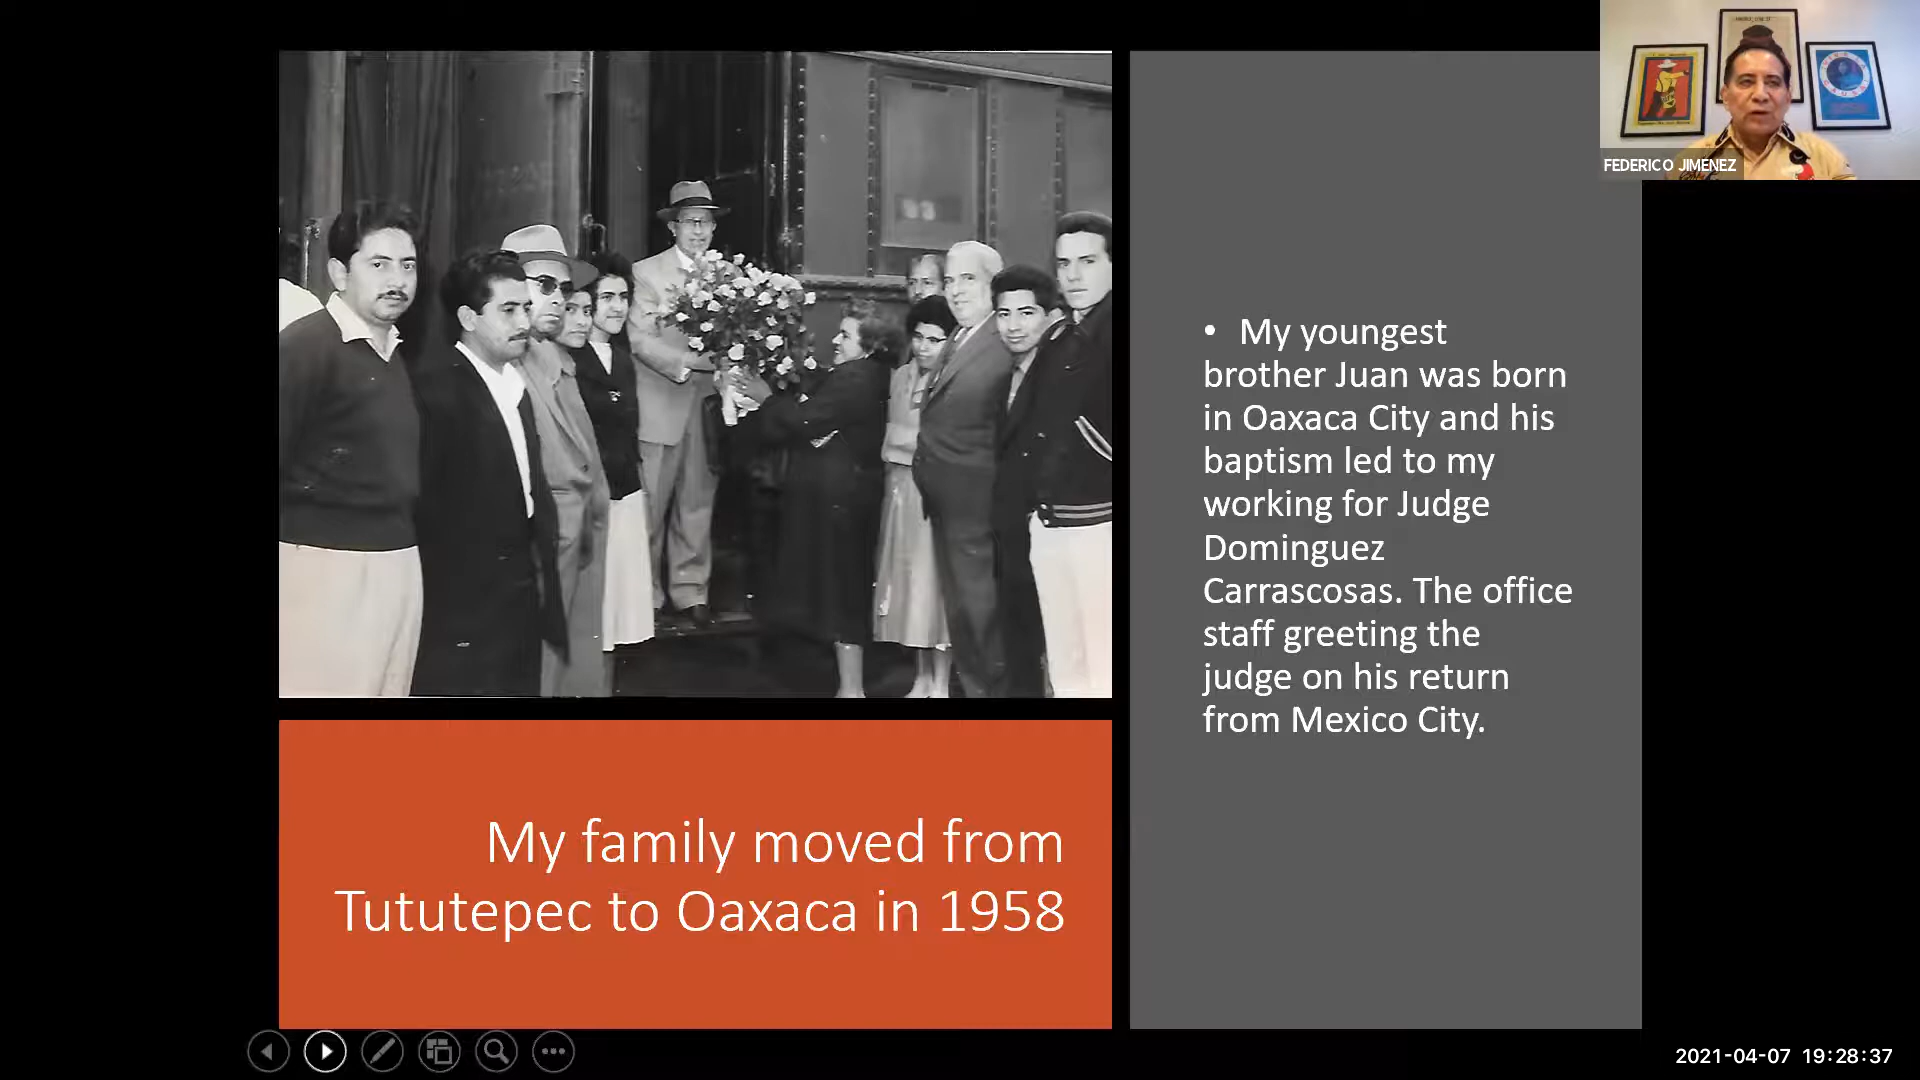 FEDERICO JIMÉNEZ
• My youngest
brother Juan was born
in Oaxaca City and his
baptism led to my
working for Judge
Dominguez
Carrascosas. The office
staff greeting the
judge on his return
from Mexico City.
My family moved from
Tututepec to Oaxaca in 1958
2021-04-07 19:28:37